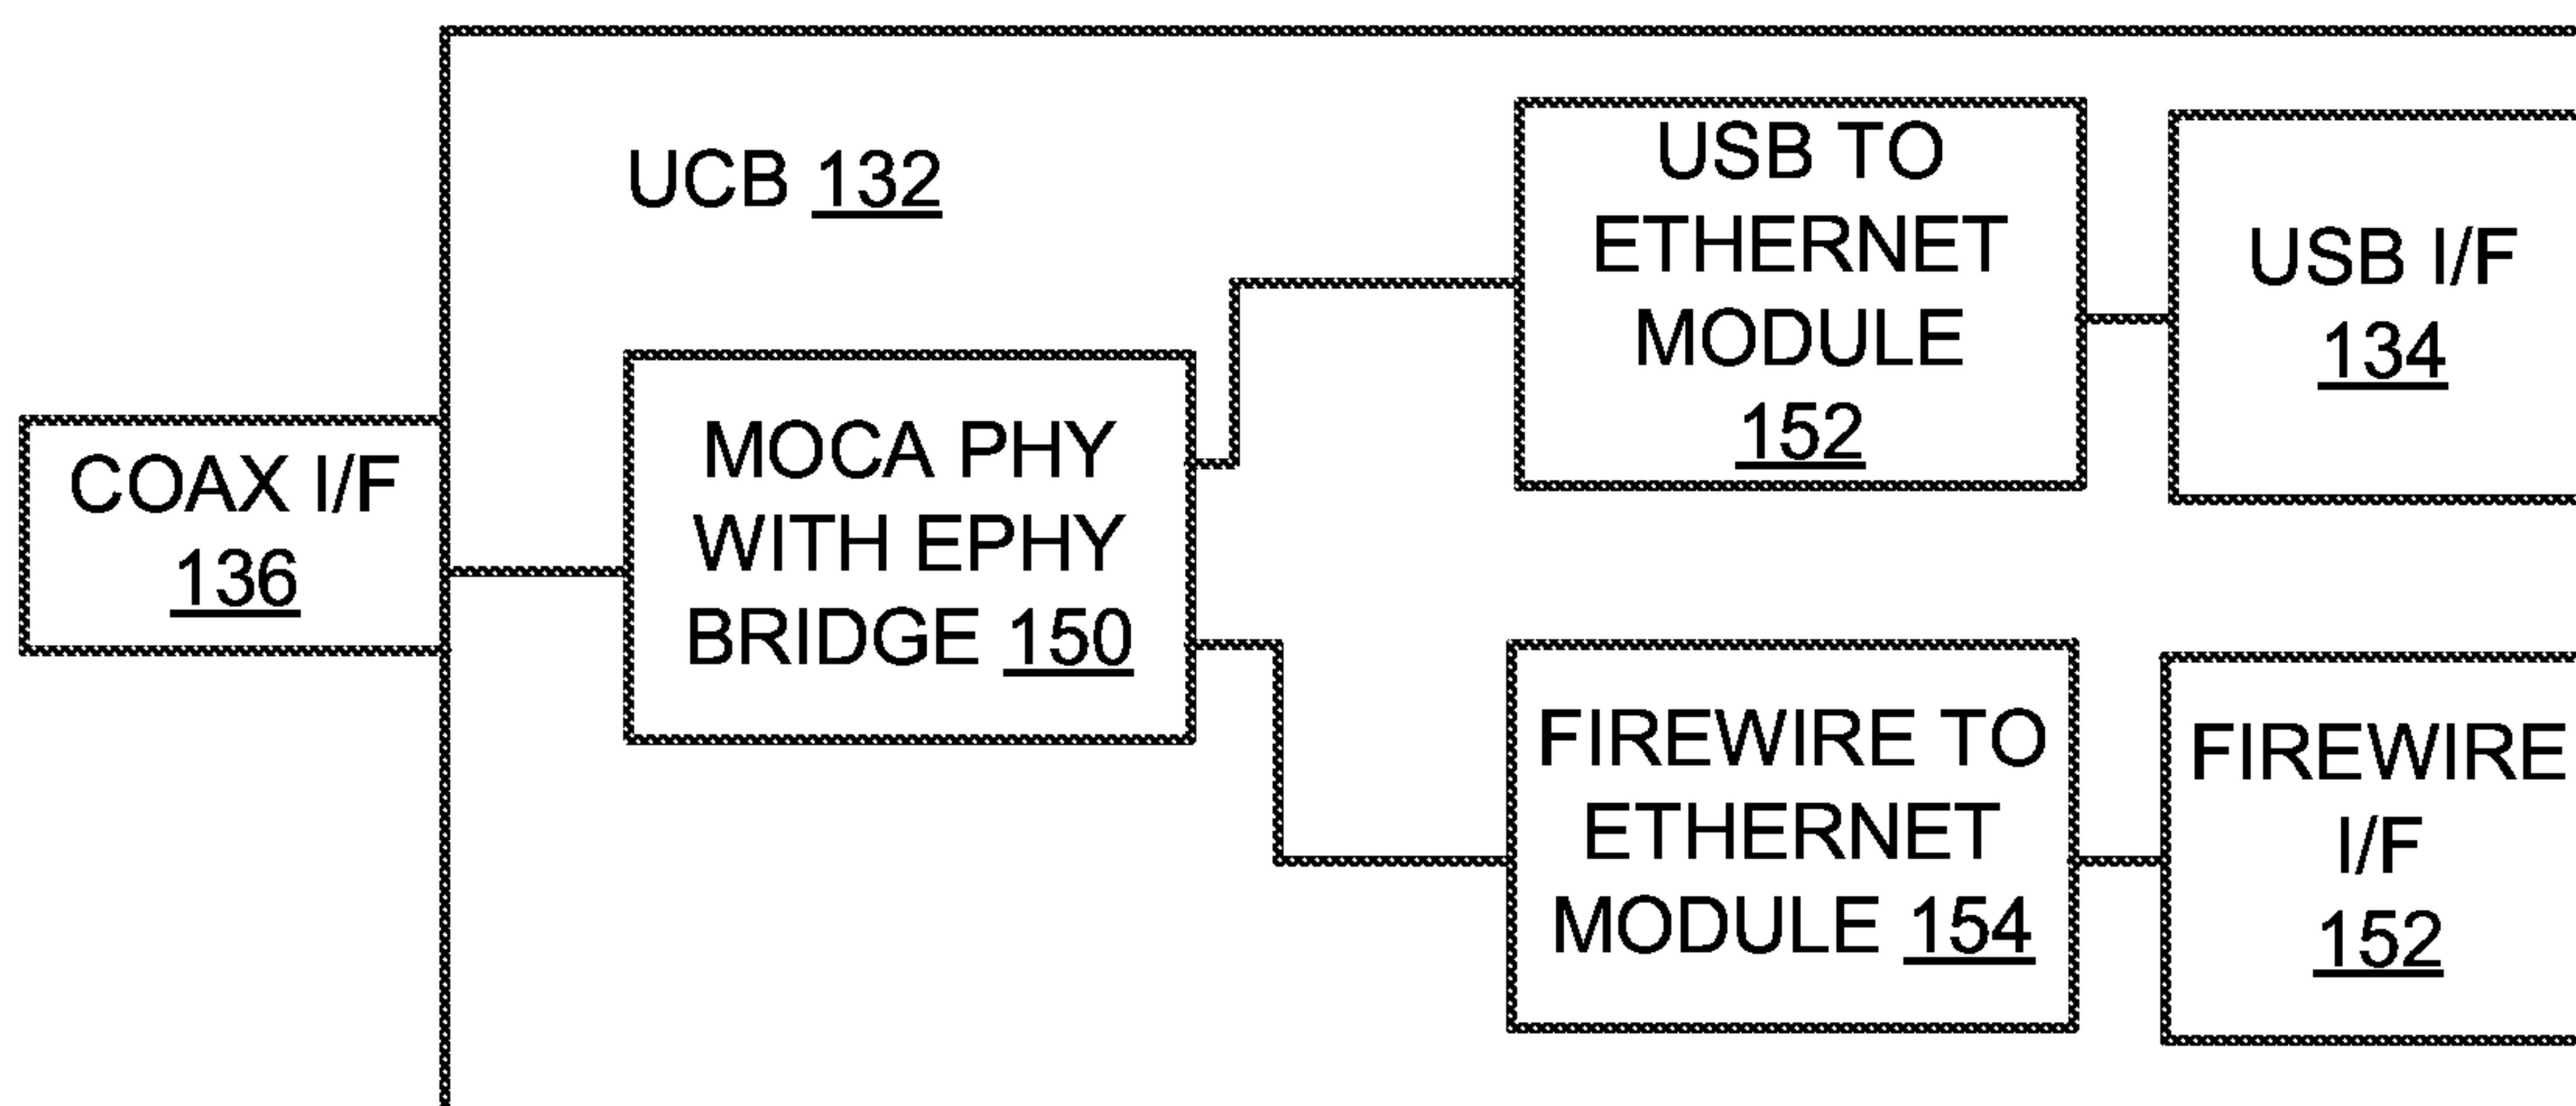 UCB 132
COAX I/F
136
MOCA PHY
WITH EPHY
BRIDGE 150
USB TO
ETHERNET
MODULE
152
USB I/F
134
FIREWIRE TO
ETHERNET
MODULE 154
FIREWIRE
I/F
152